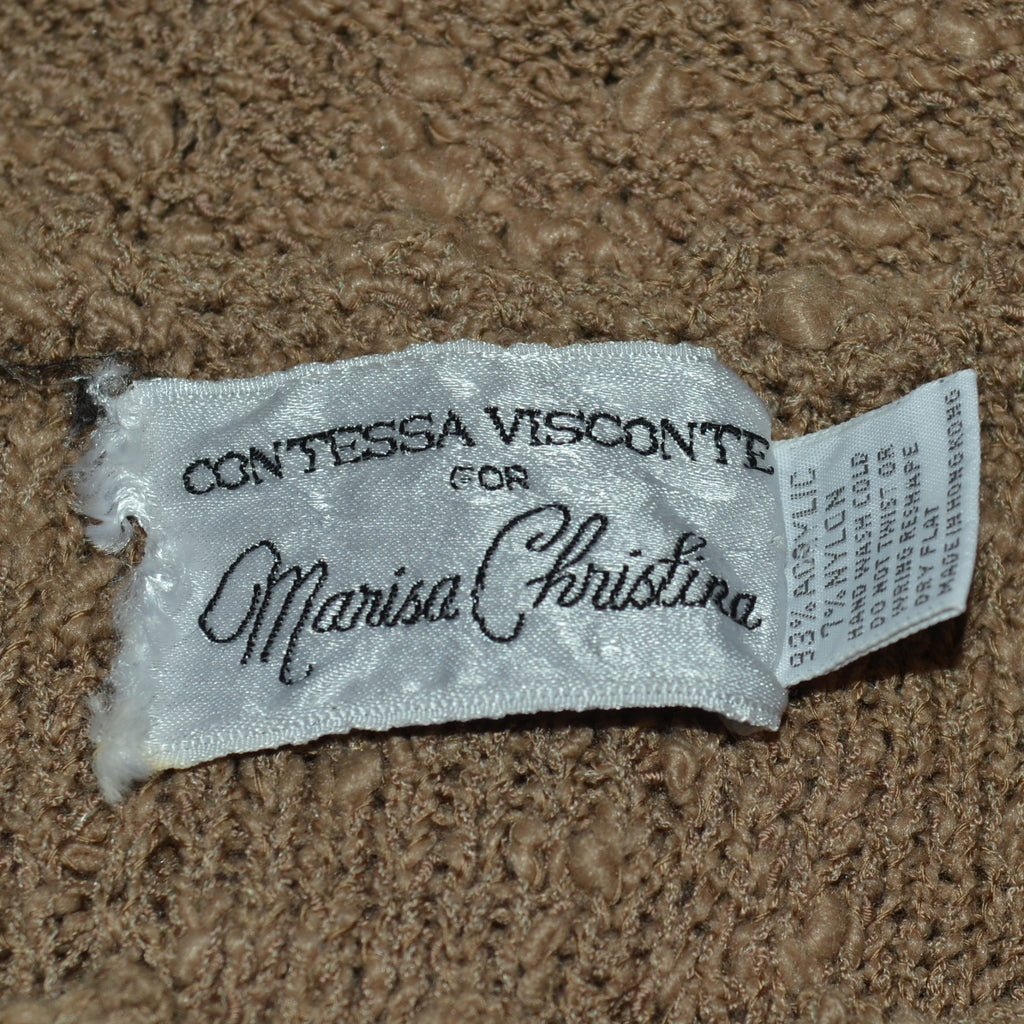 CONTESSA VISCONTE
FOR
Marisa Christina
93% ACRYLIC
7% NYLON
HAND WASH COLD
DO NOT TWIST OR
WRING RESHAPE
DRY FLAT
MADE IN HONG KONG